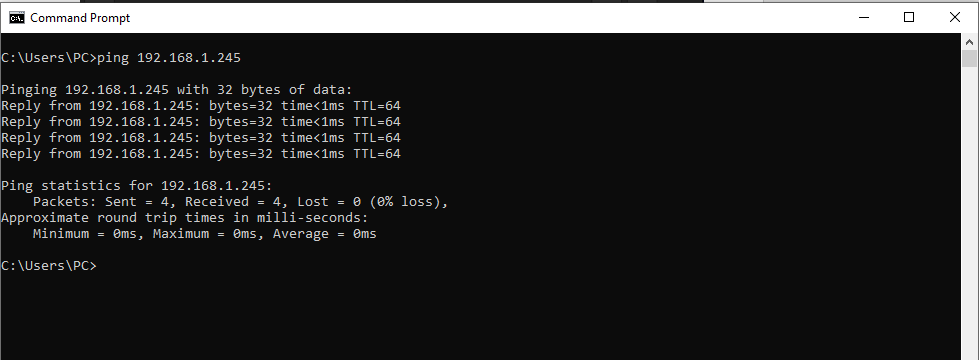 Command Prompt
C:\Users\PC>ping 192.168.1.245
Pinging 192.168.1.245 with 32 bytes of data:
Reply from 192.168.1.245: bytes=32 time<1ms TTL=64
Reply from 192.168.1.245: bytes=32 time<1ms TTL=64
Reply from 192.168.1.245: bytes=32 time<1ms TTL=64
Reply from 192.168.1.245: bytes=32 time<1ms TTL=64
Ping statistics for 192.168.1.245:
    Packets: Sent = 4, Received = 4, Lost = 0 (0% loss),
Approximate round trip times in milli-seconds:
    Minimum = 0ms, Maximum = 0ms, Average = 0ms
C:\Users\PC>